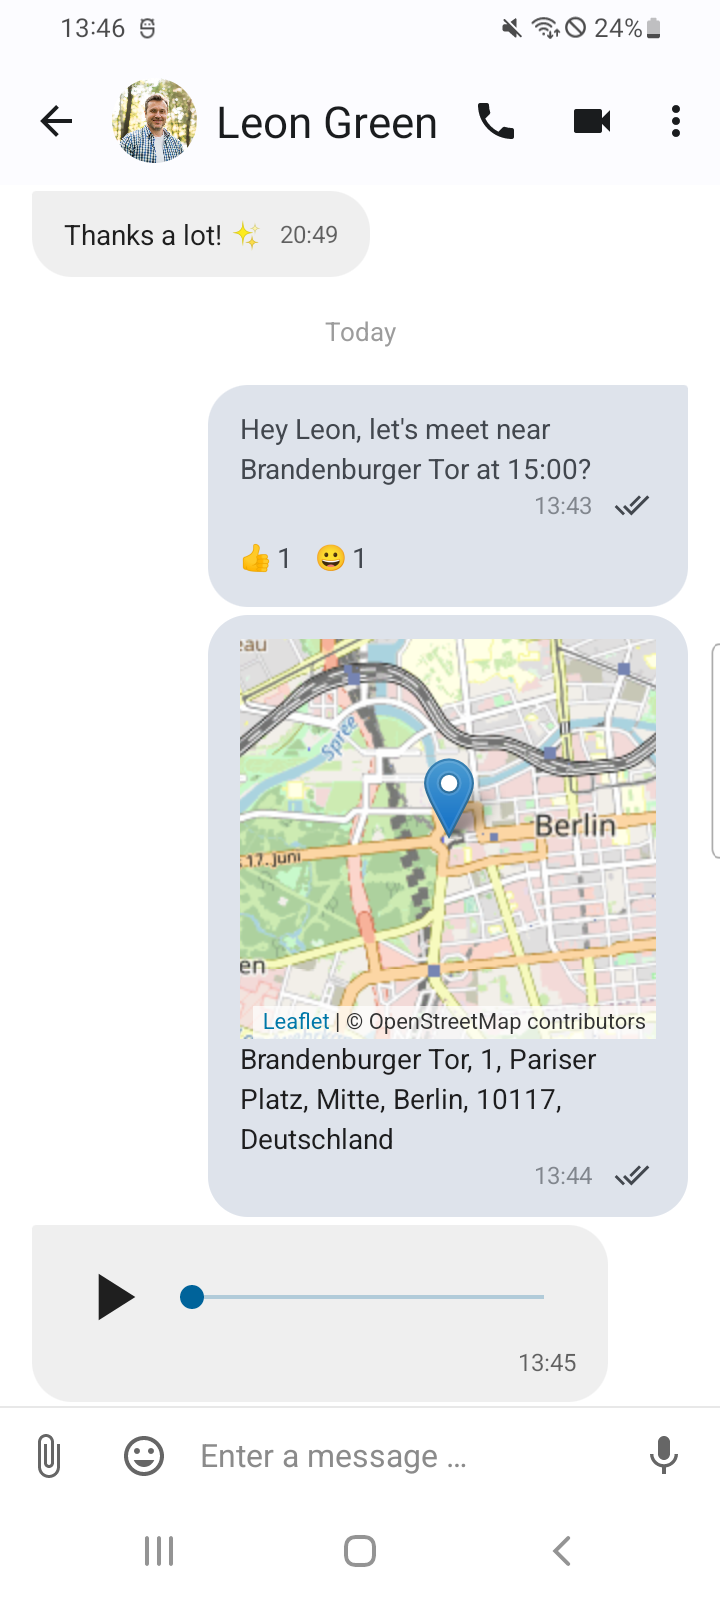 13:46 24%
Leon Green
Thanks a lot! ✨ 20:49
Today
Hey Leon, let's meet near
Brandenburger Tor at 15:00?
13:43
👍 1 😀 1
eau
Spree
Berlin
17. Juni
en
Leaflet | © OpenStreetMap contributors
Brandenburger Tor, 1, Pariser
Platz, Mitte, Berlin, 10117,
Deutschland
13:44
13:45
Enter a message ...